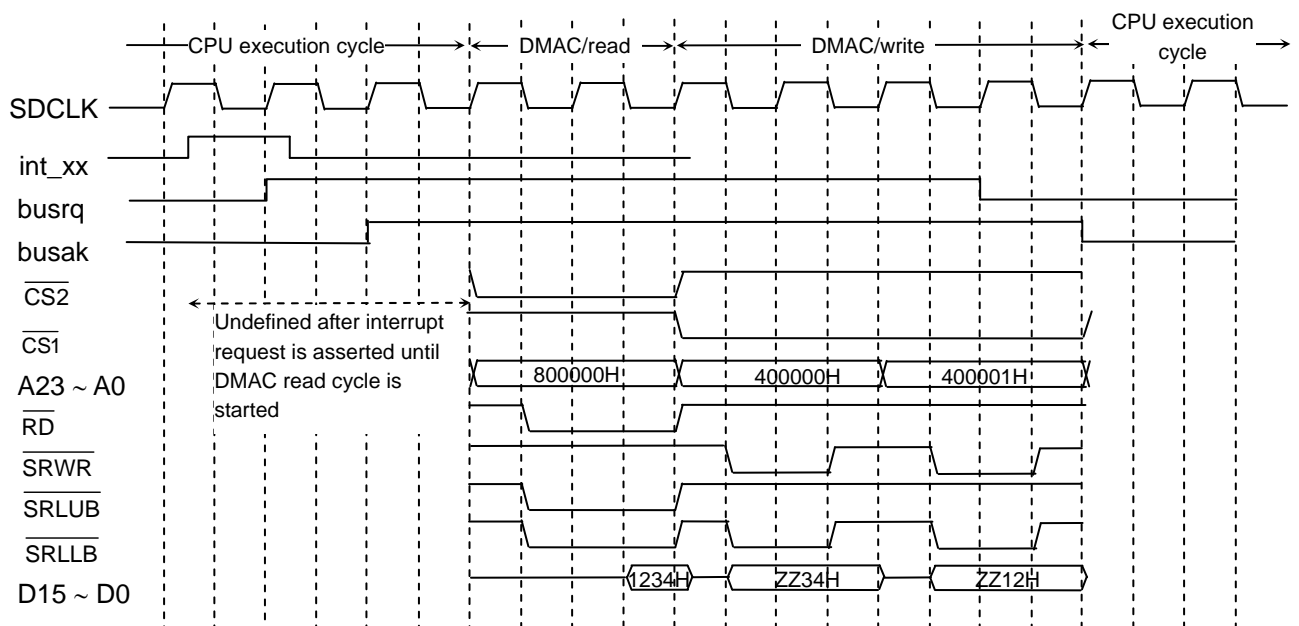 CPU execution cycle
DMAC/read
DMAC/write
CPU execution
cycle
SDCLK
int_xx
busrq
busak
CS2
Undefined after interrupt
request is asserted until
DMAC read cycle is
started
CS1
A23 ~ A0
800000H
400000H
400001H
RD
SRWR
SRLUB
SRLLB
D15 ~ D0
1234H
ZZ34H
ZZ12H